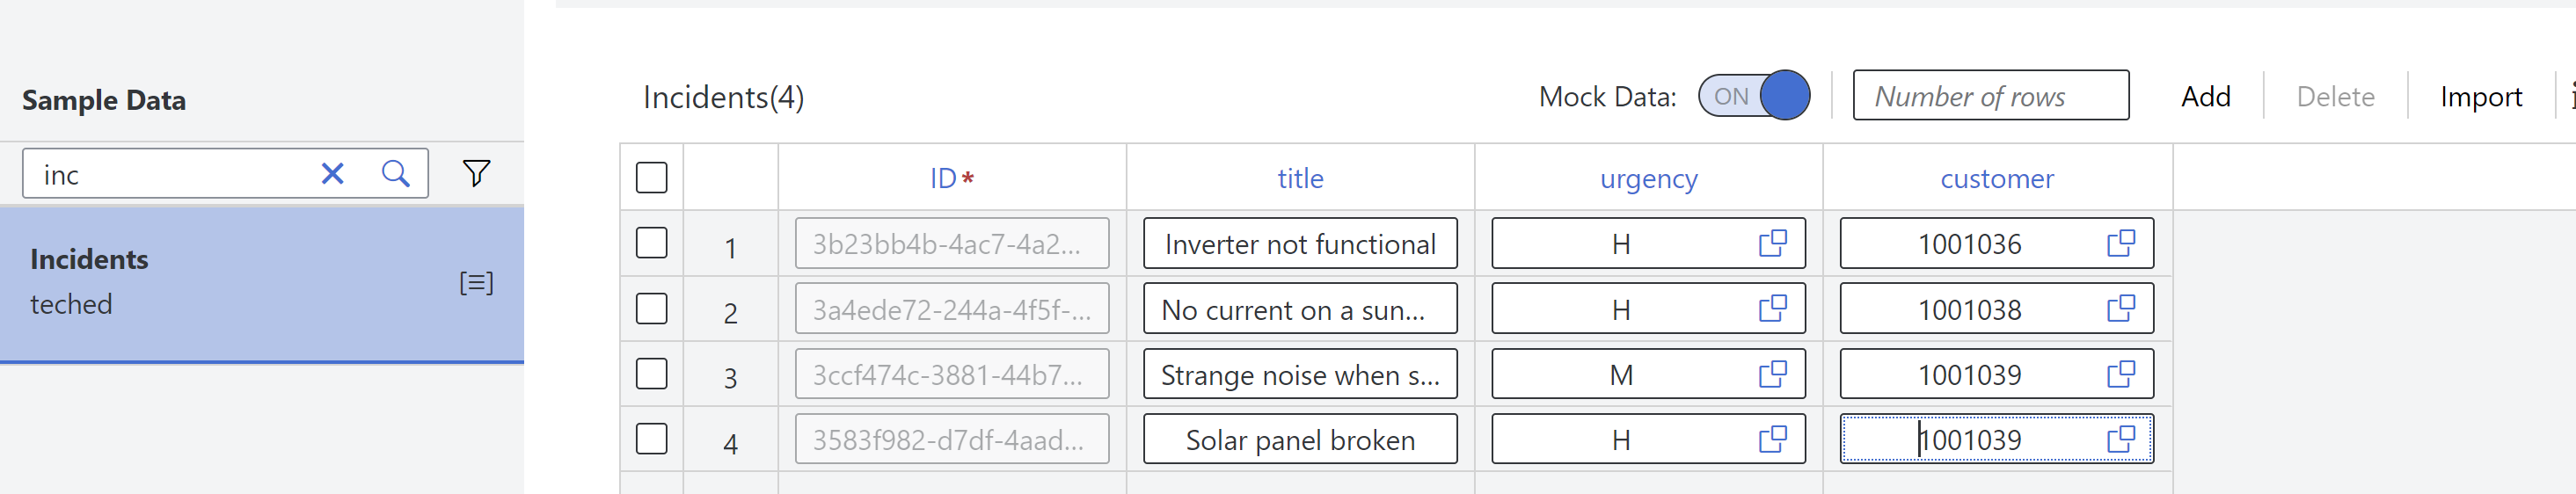 Sample Data
inc
Incidents
teched
Incidents(4)
Mock Data: ON Number of rows Add Delete Import
ID* title urgency customer
1 3b23bb4b-4ac7-4a2... Inverter not functional H 1001036
2 3a4ede72-244a-4f5f-... No current on a sun... H 1001038
3 3ccf474c-3881-44b7... Strange noise when s... M 1001039
4 3583f982-d7df-4aad... Solar panel broken H 1001039